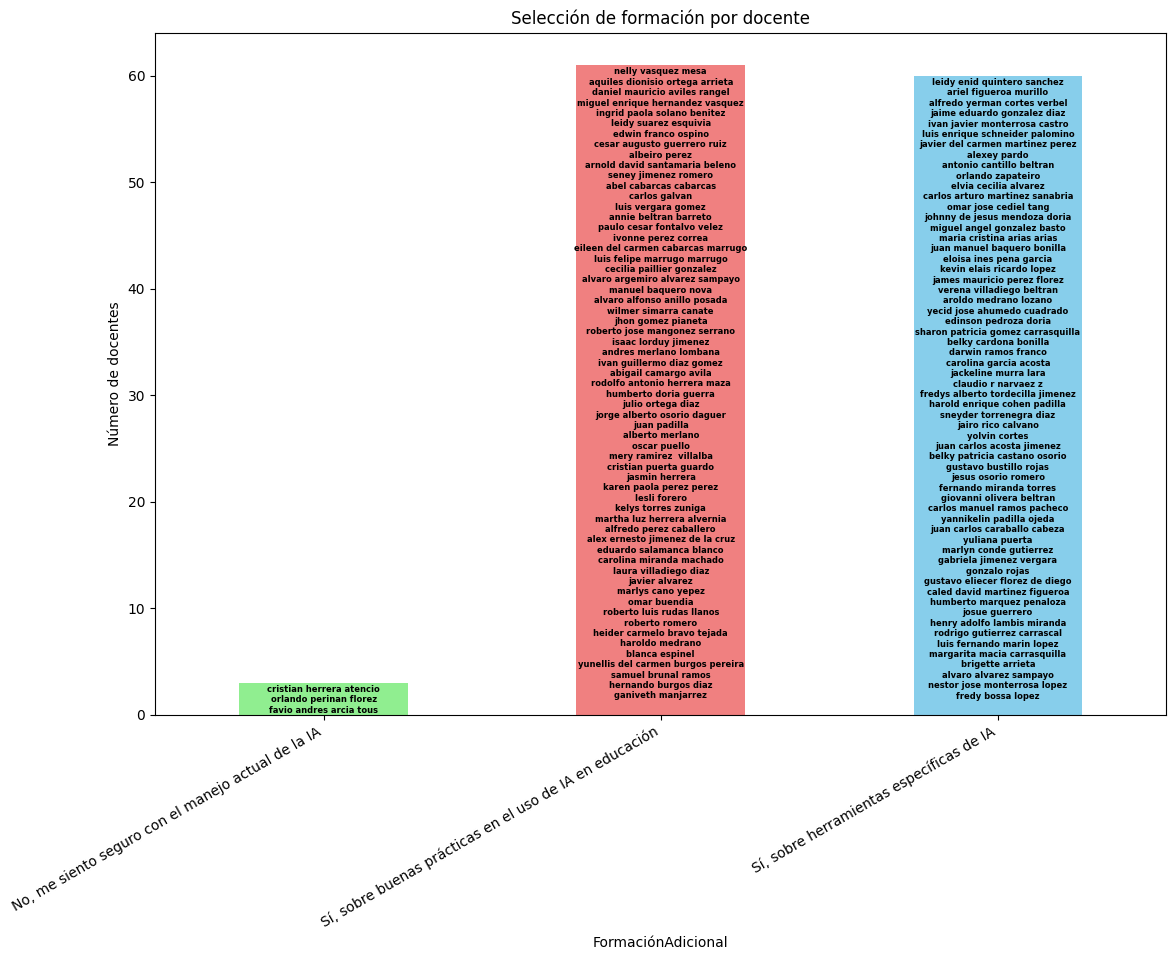 Selección de formación por docente
Número de docentes
60
50
40
30
20
10
0
cristian herrera atencio
orlando perinan florez
favio andres arcia tous
nelly vasquez mesa
aquiles dionisio ortega arrieta
daniel mauricio aviles rangel
miguel enrique hernandez vasquez
ingrid paola solano benitez
leidy suarez esquivia
edwin franco ospino
cesar augusto guerrero ruiz
albeiro perez
arnold david santamaria beleno
seney jimenez romero
abel cabarcas cabarcas
carlos galvan
luis vergara gomez
annie beltran barreto
paulo cesar fontalvo velez
ivonne perez correa
eileen del carmen cabarcas marrugo
luis felipe marrugo marrugo
cecilia paillier gonzalez
alvaro argemiro alvarez sampayo
manuel baquero nova
alvaro alfonso anillo posada
wilmer simarra canate
jhon gomez pianeta
roberto jose mangonez serrano
isaac lorduy jimenez
andres merlano lombana
ivan guillermo diaz gomez
abigail camargo avila
rodolfo antonio herrera maza
humberto doria guerra
julio ortega diaz
jorge alberto osorio daguer
juan padilla
alberto merlano
oscar puello
mery ramirez  villalba
cristian puerta guardo
jasmin herrera
karen paola perez perez
lesli forero
kelys torres zuniga
martha luz herrera alvernia
alfredo perez caballero
alex ernesto jimenez de la cruz
eduardo salamanca blanco
carolina miranda machado
laura villadiego diaz
javier alvarez
marlys cano yepez
omar buendia
roberto luis rudas llanos
roberto romero
heider carmelo bravo tejada
haroldo medrano
blanca espinel
yunellis del carmen burgos pereira
samuel brunal ramos
hernando burgos diaz
ganiveth manjarrez
leidy enid quintero sanchez
ariel figueroa murillo
alfredo yerman cortes verbel
jaime eduardo gonzalez diaz
ivan javier monterrosa castro
luis enrique schneider palomino
javier del carmen martinez perez
alexey pardo
antonio cantillo beltran
orlando zapateiro
elvia cecilia alvarez
carlos arturo martinez sanabria
omar jose cediel tang
johnny de jesus mendoza doria
miguel angel gonzalez basto
maria cristina arias arias
juan manuel baquero bonilla
eloisa ines pena garcia
kevin elais ricardo lopez
james mauricio perez florez
verena villadiego beltran
aroldo medrano lozano
yecid jose ahumedo cuadrado
edinson pedroza doria
sharon patricia gomez carrasquilla
belky cardona bonilla
darwin ramos franco
carolina garcia acosta
jackeline murra lara
claudio r narvaez z
fredys alberto tordecilla jimenez
harold enrique cohen padilla
sneyder torrenegra diaz
jairo rico calvano
yolvin cortes
juan carlos acosta jimenez
belky patricia castano osorio
gustavo bustillo rojas
jesus osorio romero
fernando miranda torres
giovanni olivera beltran
carlos manuel ramos pacheco
yannikelin padilla ojeda
juan carlos caraballo cabeza
yuliana puerta
marlyn conde gutierrez
gabriela jimenez vergara
gonzalo rojas
gustavo eliecer florez de diego
caled david martinez figueroa
humberto marquez penaloza
josue guerrero
henry adolfo lambis miranda
rodrigo gutierrez carrascal
luis fernando marin lopez
margarita macia carrasquilla
brigette arrieta
alvaro alvarez sampayo
nestor jose monterrosa lopez
fredy bossa lopez
No, me siento seguro con el manejo actual de la IA
Sí, sobre buenas prácticas en el uso de IA en educación
Sí, sobre herramientas específicas de IA
FormaciónAdicional